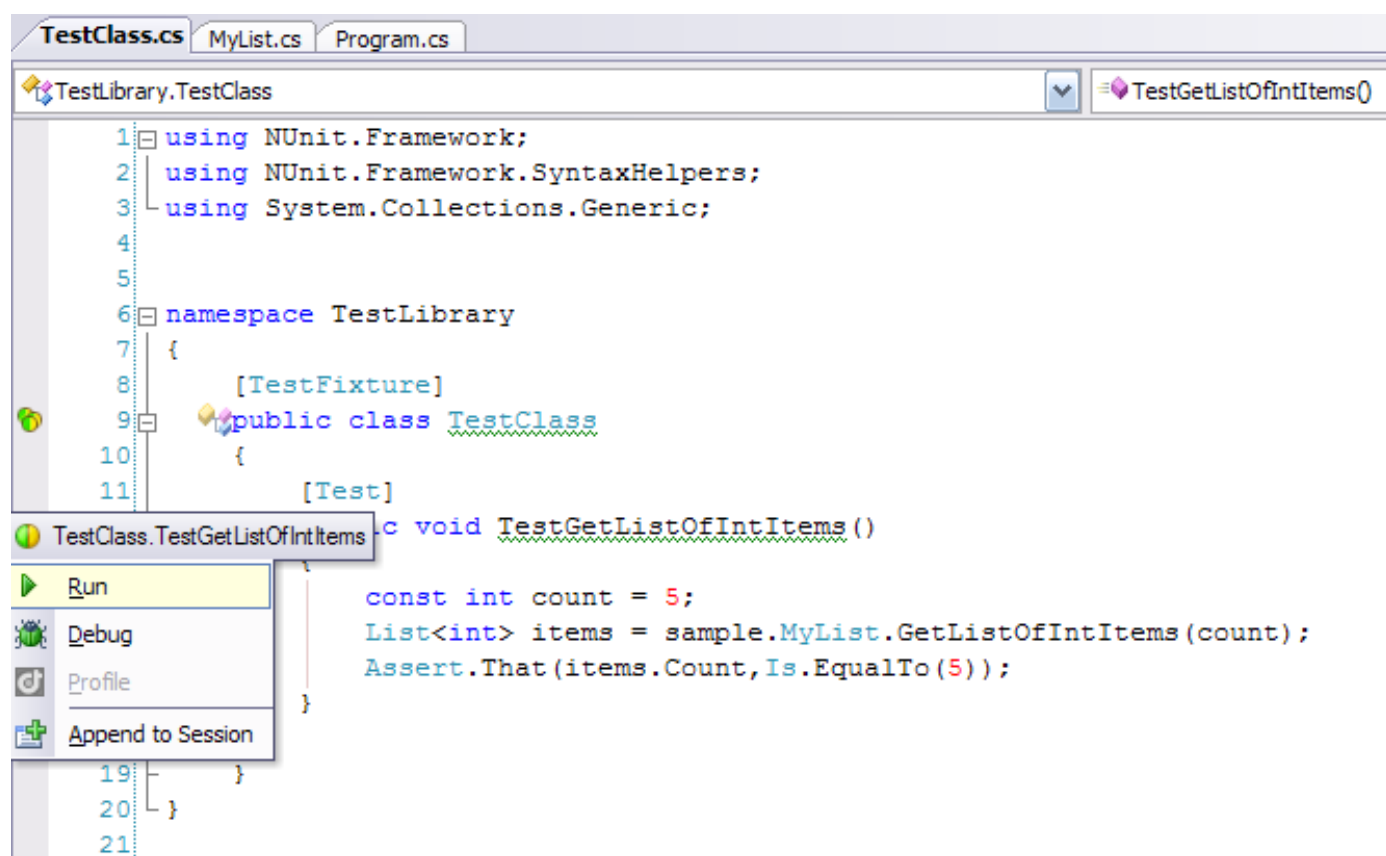 TestClass.cs MyList.cs Program.cs
TestLibrary.TestClass TestGetListOfIntItems()
1 using NUnit.Framework;
2 using NUnit.Framework.SyntaxHelpers;
3 using System.Collections.Generic;
4
5
6 namespace TestLibrary
7 {
8 [TestFixture]
9 public class TestClass
10 {
11 [Test]
TestClass.TestGetListOfIntItems c void TestGetListOfIntItems()
{
Run
const int count = 5;
Debug List<int> items = sample.MyList.GetListOfIntItems(count);
Profile Assert.That(items.Count,Is.EqualTo(5));
}
Append to Session
19 }
20 }
21